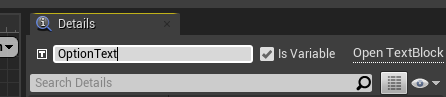 Details
OptionText Is Variable Open TextBlock
Search Details